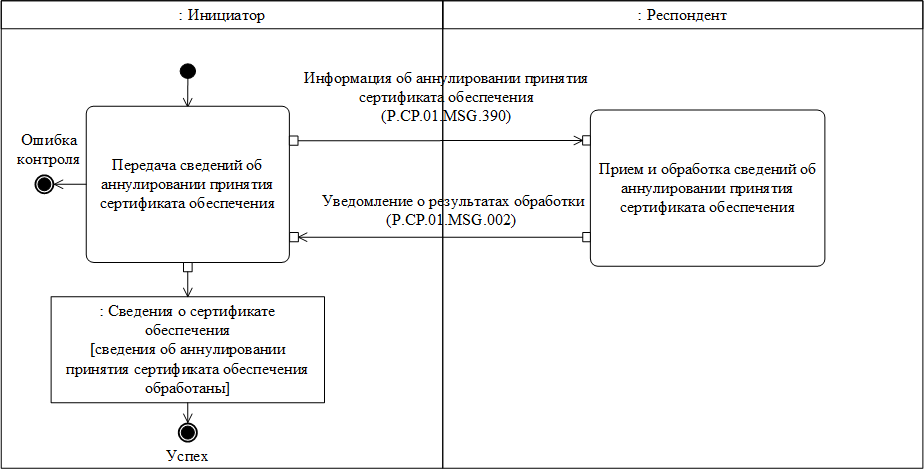 : Инициатор
: Респондент
Информация об аннулировании принятия
сертификата обеспечения
(P.CP.01.MSG.390)
Ошибка
контроля
Передача сведений об
аннулировании принятия
сертификата обеспечения
Прием и обработка сведений об
аннулировании принятия
сертификата обеспечения
Уведомление о результатах обработки
(P.CP.01.MSG.002)
: Сведения о сертификате
обеспечения
[сведения об аннулировании
принятия сертификата обеспечения
обработаны]
Успех